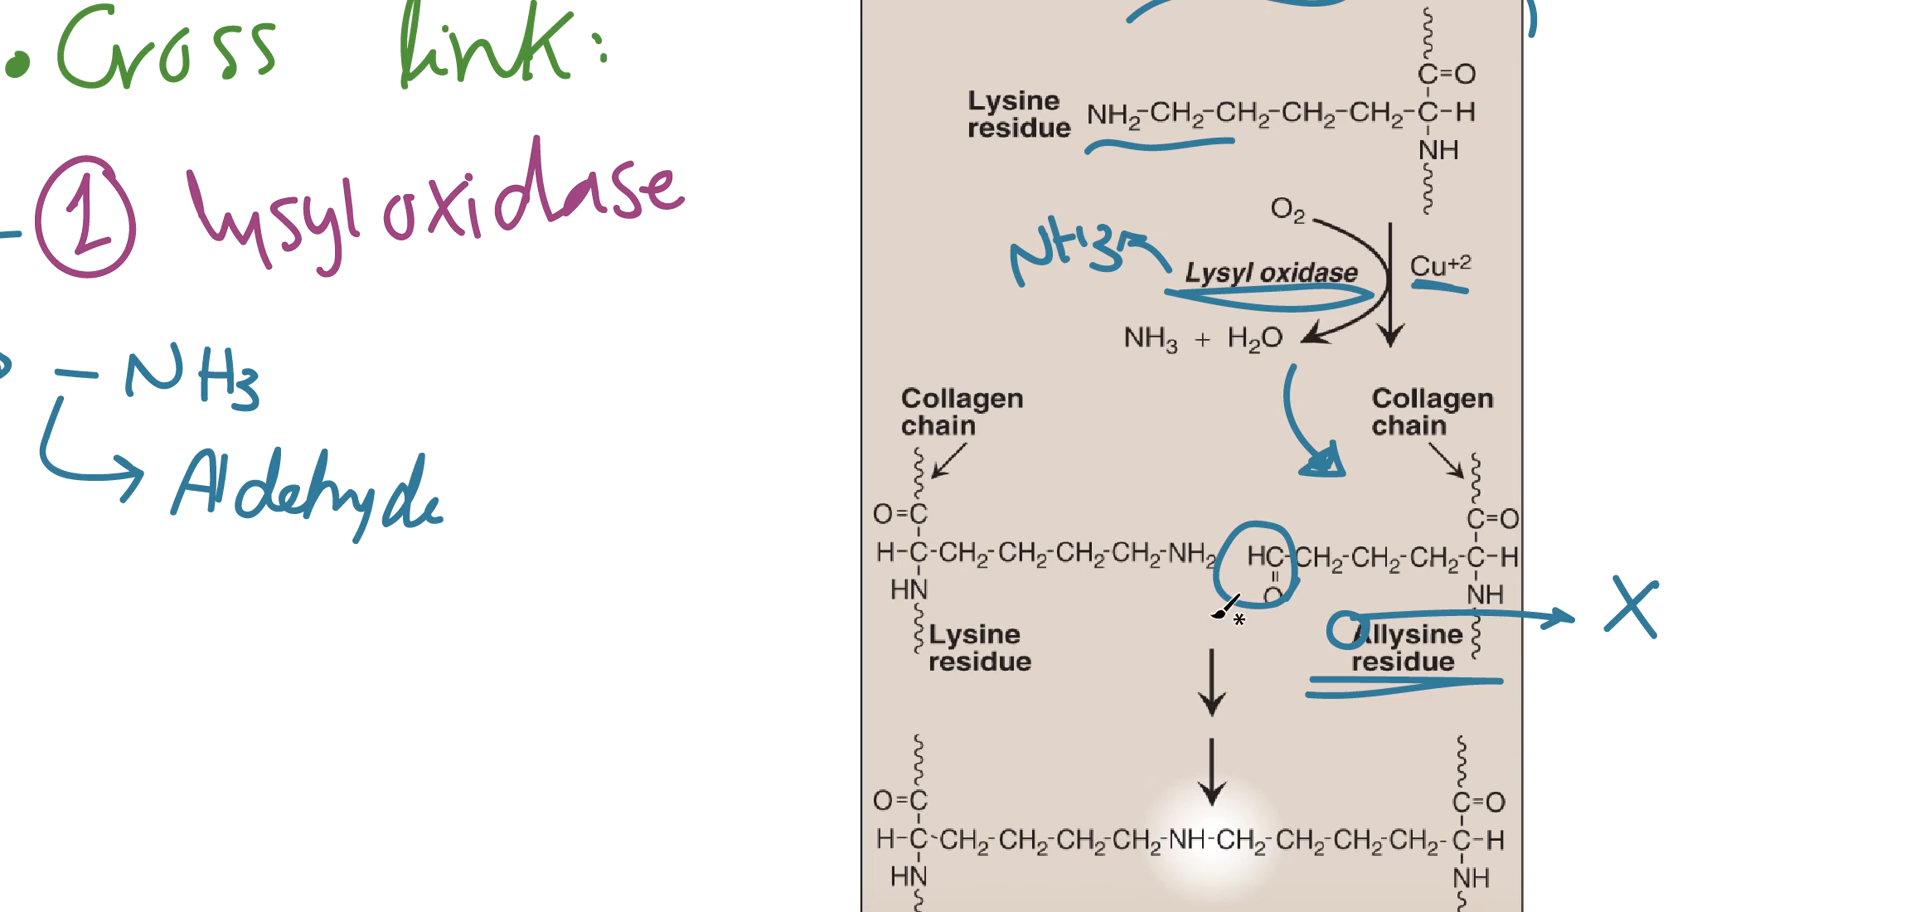 • Cross link:
① lysyl oxidase
- NH3
Aldehyde
C=O
Lysine
residue
NH₂-CH₂-CH₂-CH₂-CH₂-C-H
NH
O₂
NH3
Lysyl oxidase
Cu+2
NH₃ + H₂O
Collagen
chain
Collagen
chain
O=C
C=O
H-C-CH₂-CH₂-CH₂-CH₂-NH₂
HC-CH₂-CH₂-CH₂-C-H
O
HN
NH
Lysine
residue
Allysine
residue
X
O=C
C=O
H-C-CH₂-CH₂-CH₂-CH₂-NH-CH₂-CH₂-CH₂-CH₂-C-H
HN
NH